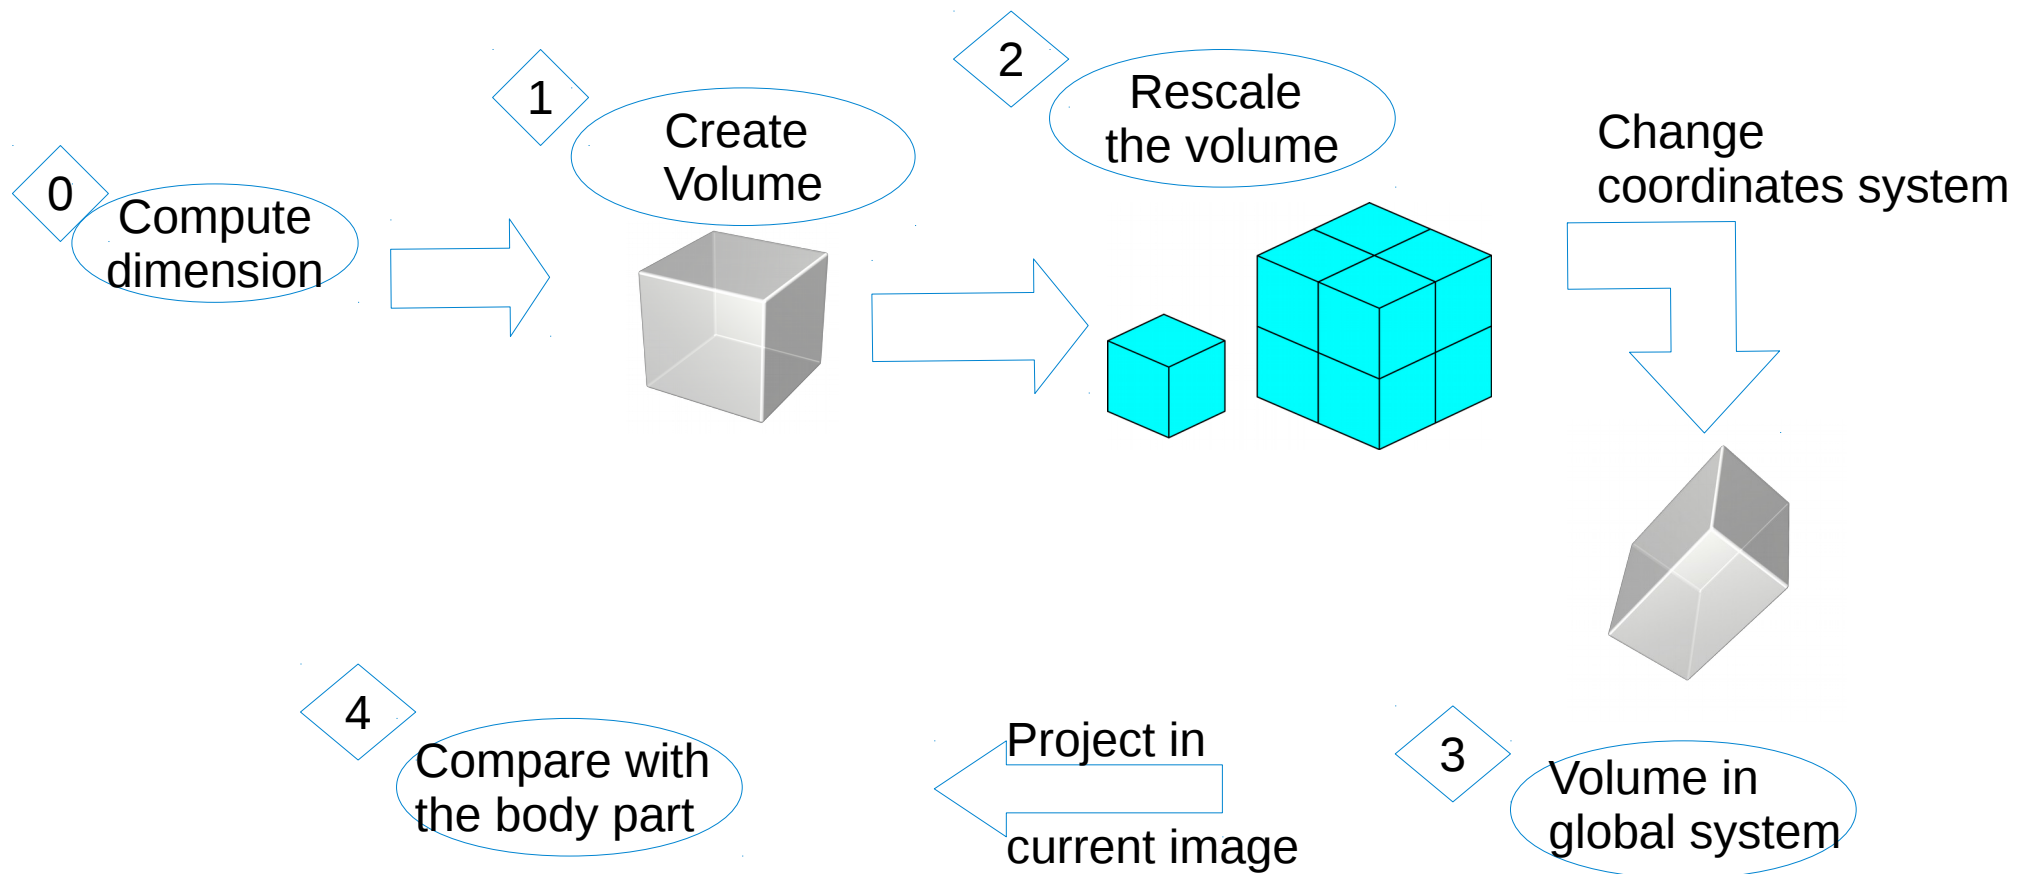 0
Compute
dimension
1
Create
Volume
2
Rescale
the volume
Change
coordinates system
3
Volume in
global system
Project in
current image
4
Compare with
the body part